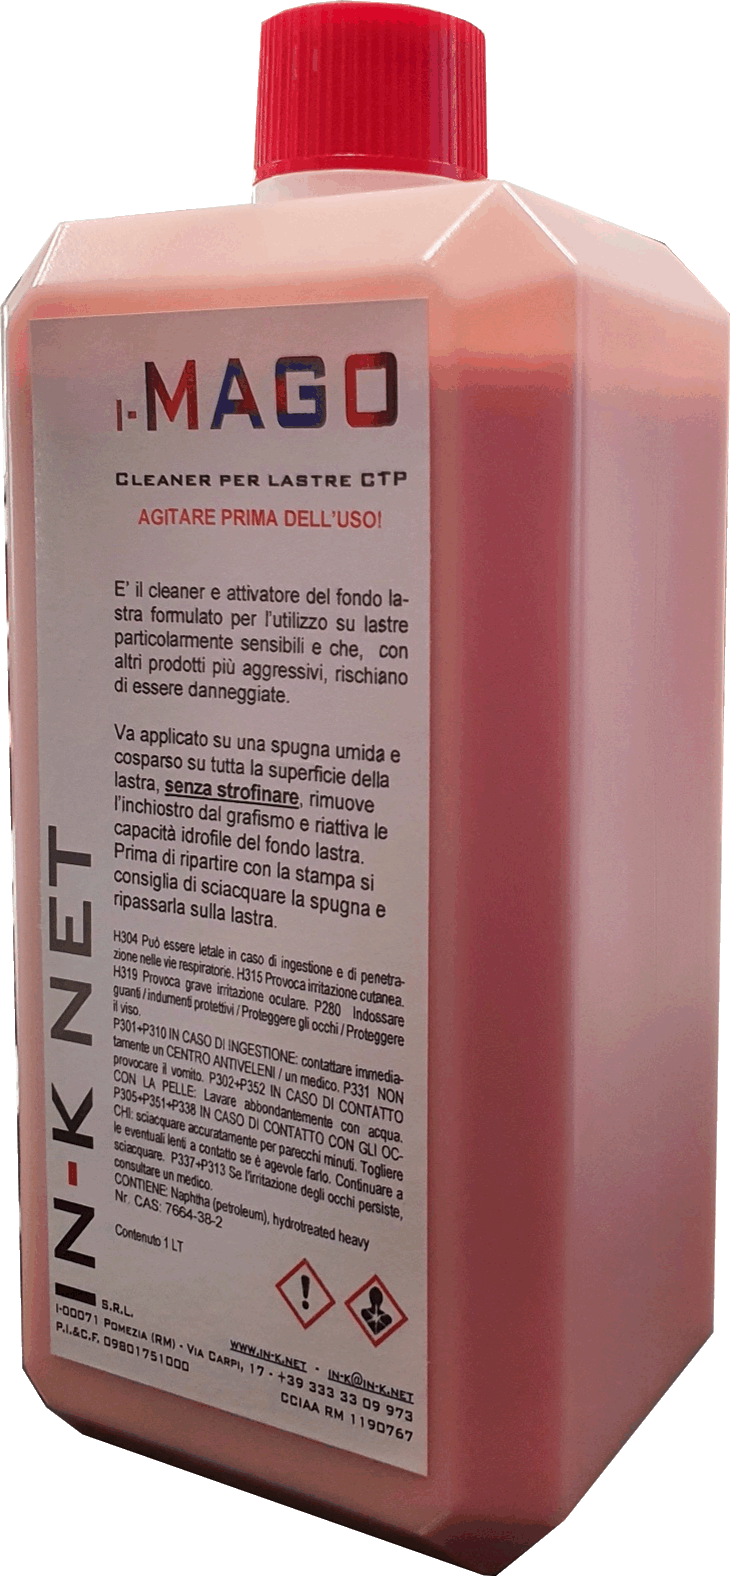 I-MAGO
CLEANER PER LASTRE CTP
AGITARE PRIMA DELL'USO!
E' il cleaner e attivatore del fondo la-
stra formulato per l'utilizzo su lastre
particolarmente sensibili e che, con
altri prodotti più aggressivi, rischiano
di essere danneggiate.
Va applicato su una spugna umida e
cosparso su tutta la superficie della
lastra, senza strofinare, rimuove
l'inchiostro dal grafismo e riattiva le
capacità idrofile del fondo lastra.
Prima di ripartire con la stampa si
consiglia di sciacquare la spugna e
ripassarla sulla lastra.
H304 Può essere letale in caso di ingestione e di penetra-
zione nelle vie respiratorie. H315 Provoca irritazione cutanea.
H319 Provoca grave irritazione oculare. P280 Indossare
guanti / indumenti protettivi / Proteggere gli occhi / Proteggere
il viso.
P301+P310 IN CASO DI INGESTIONE: contattare immedia-
tamente un CENTRO ANTIVELENI / un medico. P331 NON
provocare il vomito. P302+P352 IN CASO DI CONTATTO
CON LA PELLE: Lavare abbondantemente con acqua.
P305+P351+P338 IN CASO DI CONTATTO CON GLI OC-
CHI: sciacquare accuratamente per parecchi minuti. Togliere
le eventuali lenti a contatto se è agevole farlo. Continuare a
sciacquare. P337+P313 Se l'irritazione degli occhi persiste,
consultare un medico.
CONTIENE: Naphtha (petroleum), hydrotreated heavy
Nr. CAS: 7664-38-2
Contenuto 1 LT
IN-K NET
S.R.L.
I-00071 POMEZIA (RM) - VIA CARPI, 17 - +39 333 33 09 973
P.I.&C.F. 09801751000
WWW.IN-K.NET - IN-K@IN-K.NET
CCIAA RM 1190767